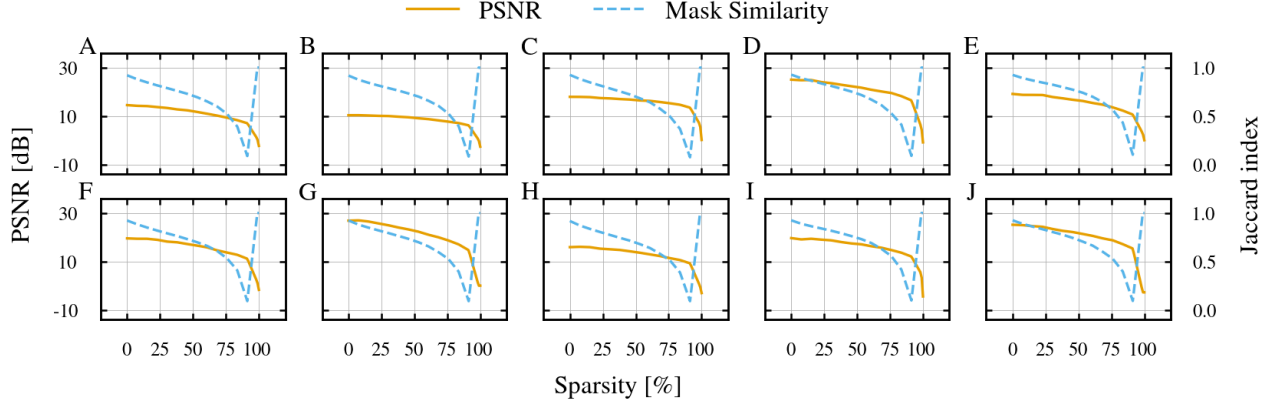 PSNR Mask Similarity
A B C D E
30 1.0
10 0.5
-10 0.0
PSNR [dB]
Jaccard index
F G H I J
30 1.0
10 0.5
-10 0.0
0 25 50 75 100 0 25 50 75 100 0 25 50 75 100 0 25 50 75 100 0 25 50 75 100
Sparsity [%]